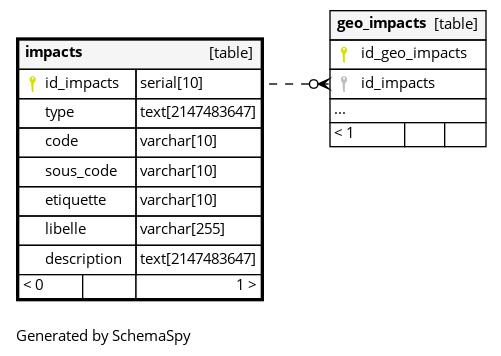 impacts [table]
id_impacts serial[10]
type text[2147483647]
code varchar[10]
sous_code varchar[10]
etiquette varchar[10]
libelle varchar[255]
description text[2147483647]
< 0 1 >
geo_impacts [table]
id_geo_impacts
id_impacts
...
< 1
Generated by SchemaSpy